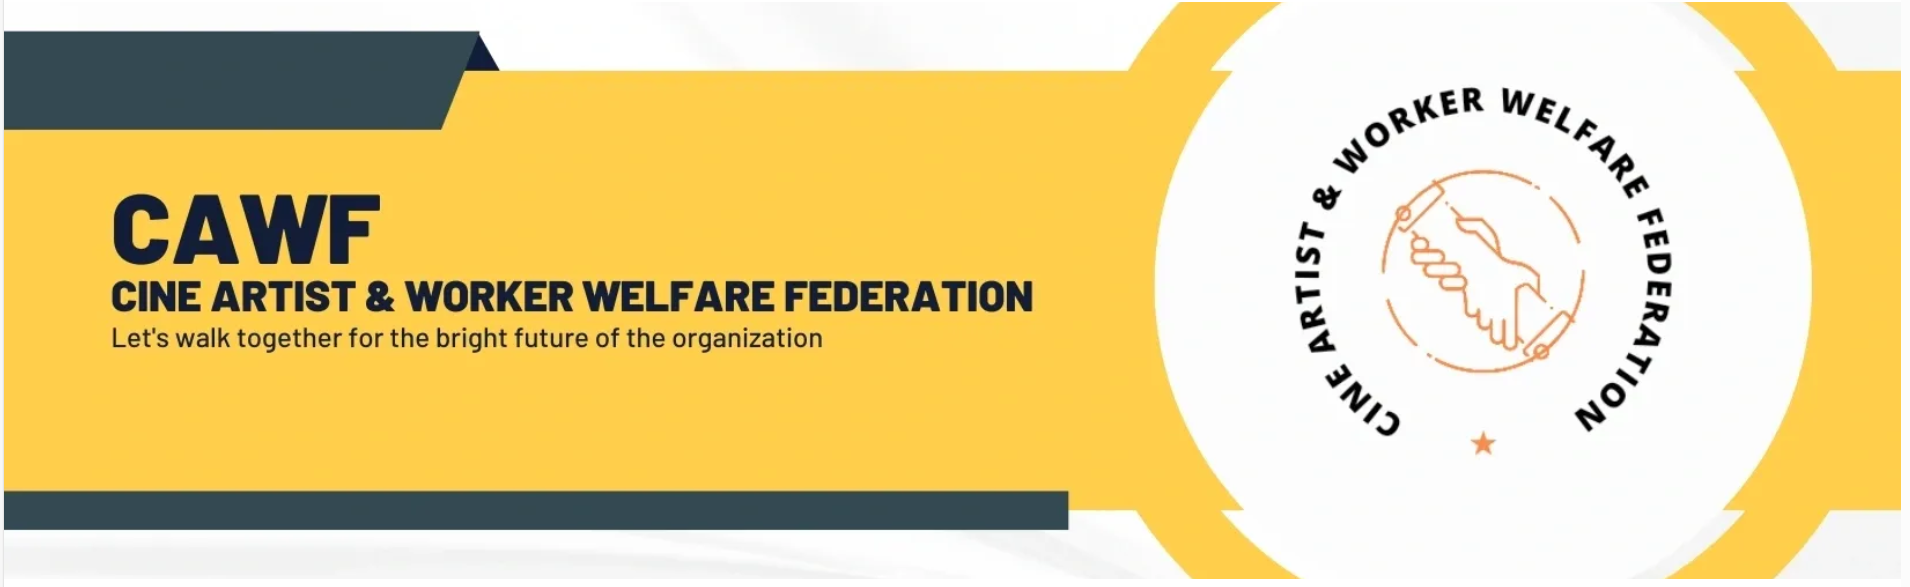 CAWF
CINE ARTIST & WORKER WELFARE FEDERATION
Let's walk together for the bright future of the organization
CINE ARTIST & WORKER WELFARE FEDERATION